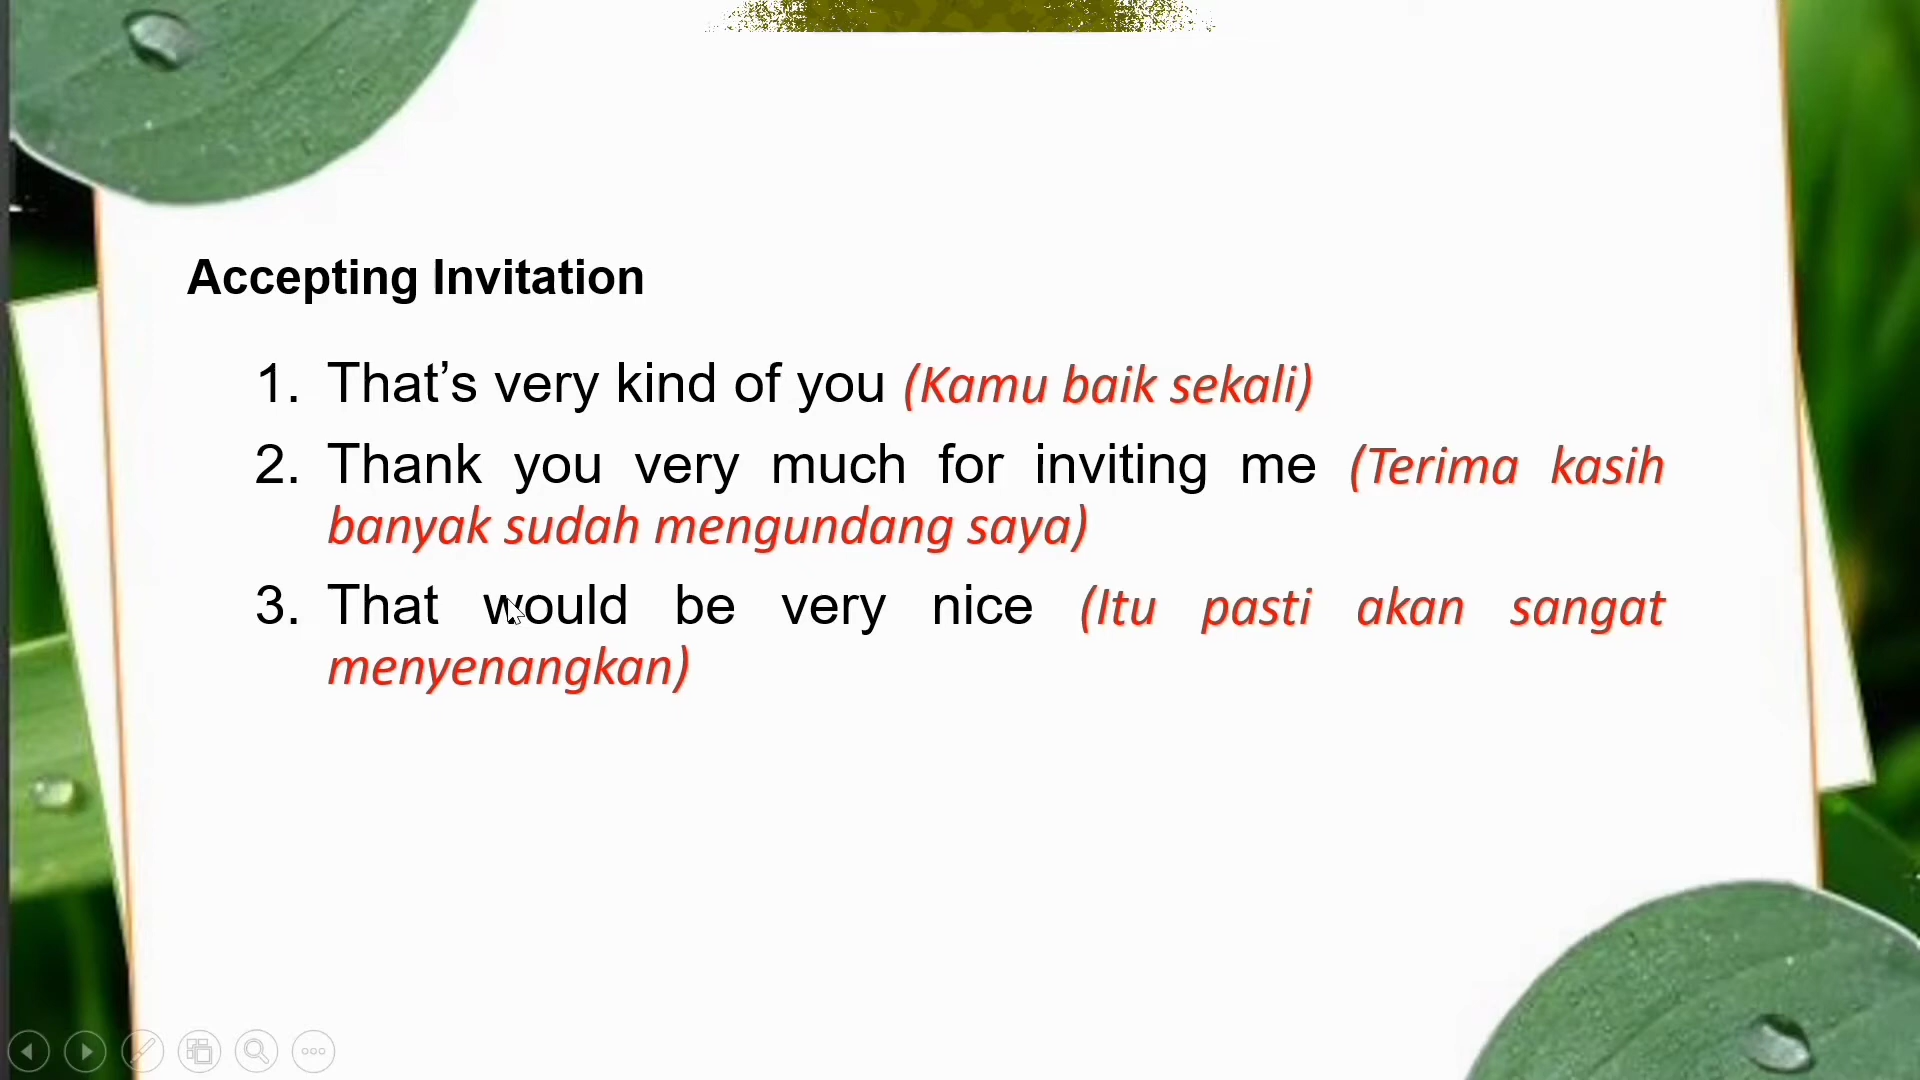 Accepting Invitation
1. That’s very kind of you (Kamu baik sekali)
2. Thank you very much for inviting me (Terima kasih
banyak sudah mengundang saya)
3. That would be very nice (Itu pasti akan sangat
menyenangkan)